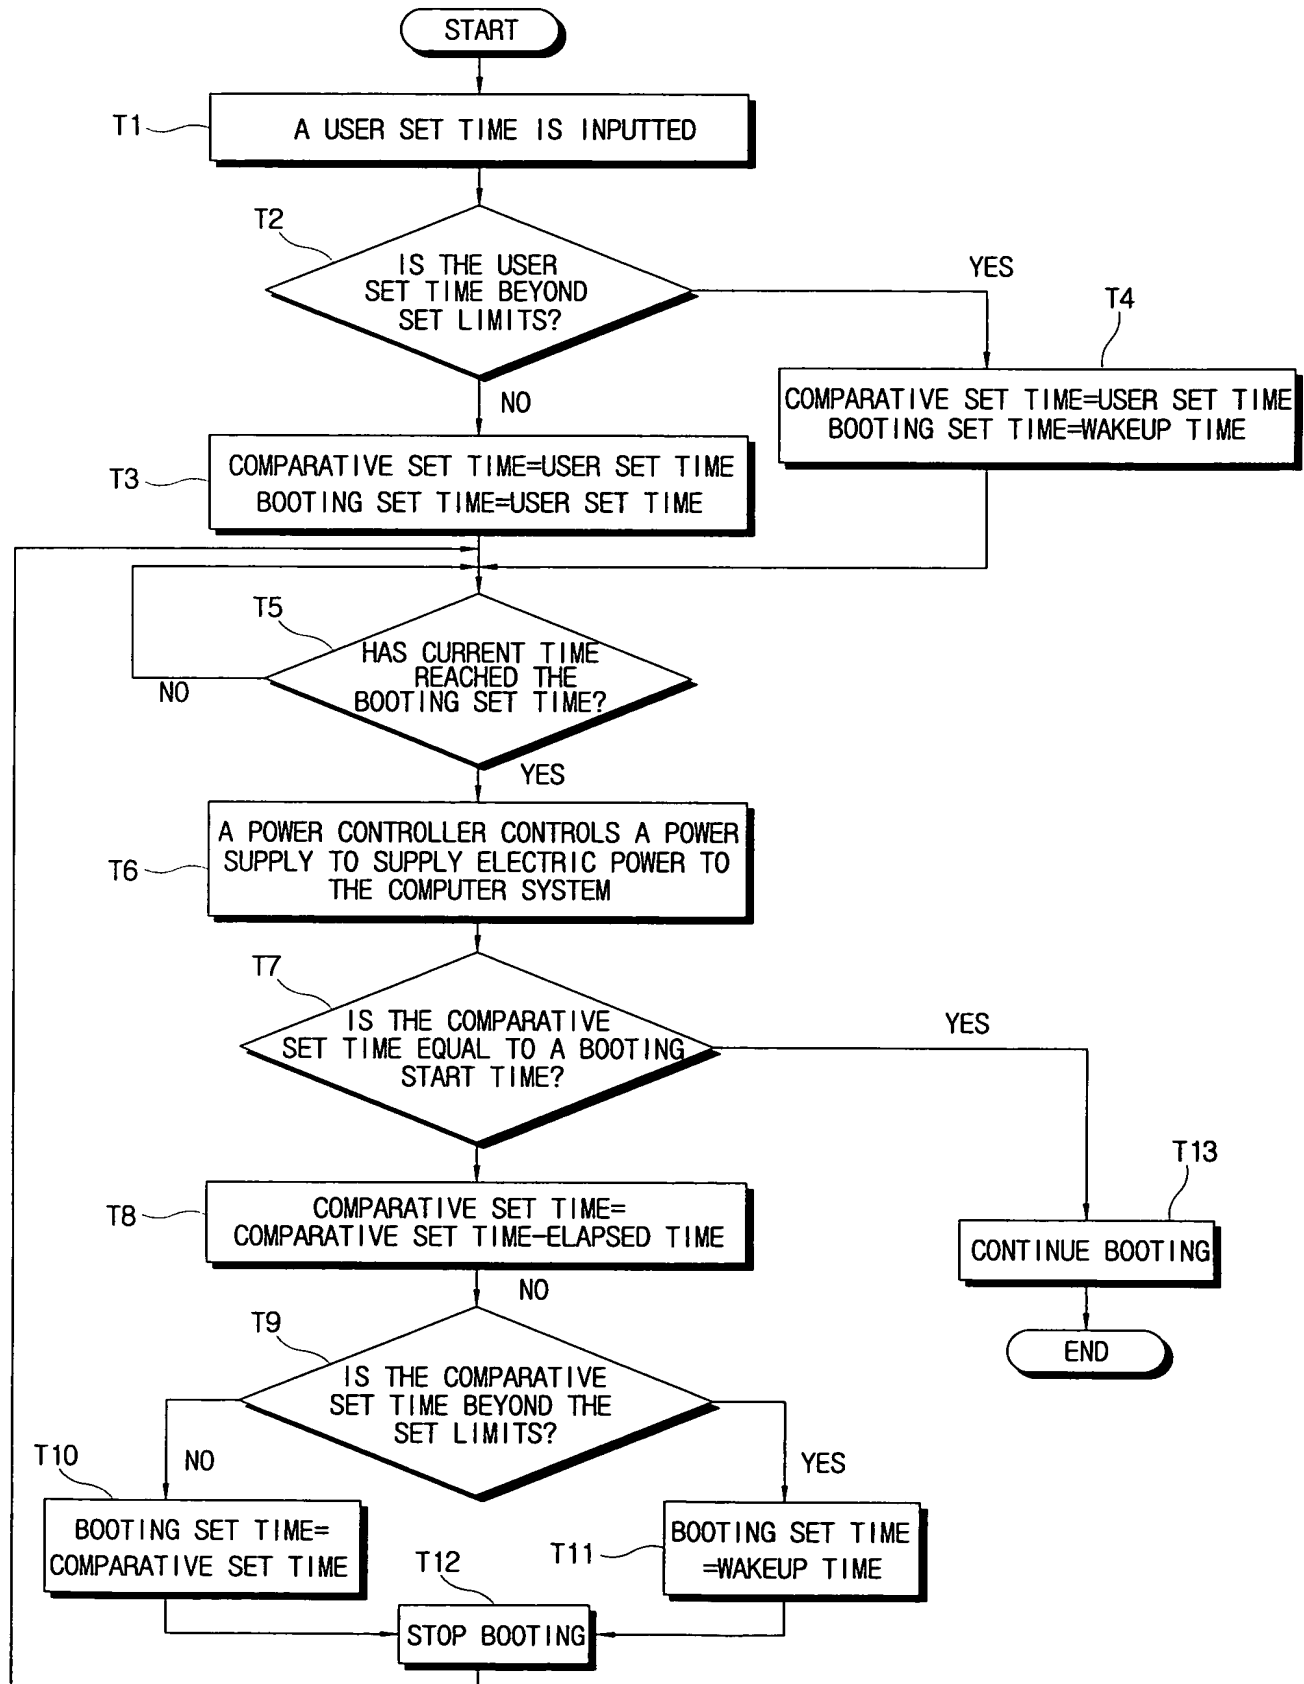 START
T1
A USER SET TIME IS INPUTTED
T2
IS THE USER
SET TIME BEYOND
SET LIMITS?
YES
T4
COMPARATIVE SET TIME=USER SET TIME
BOOTING SET TIME=WAKEUP TIME
NO
T3
COMPARATIVE SET TIME=USER SET TIME
BOOTING SET TIME=USER SET TIME
T5
HAS CURRENT TIME
REACHED THE
BOOTING SET TIME?
NO
YES
T6
A POWER CONTROLLER CONTROLS A POWER
SUPPLY TO SUPPLY ELECTRIC POWER TO
THE COMPUTER SYSTEM
T7
IS THE COMPARATIVE
SET TIME EQUAL TO A BOOTING
START TIME?
YES
T8
COMPARATIVE SET TIME=
COMPARATIVE SET TIME-ELAPSED TIME
T13
CONTINUE BOOTING
NO
END
T9
IS THE COMPARATIVE
SET TIME BEYOND THE
SET LIMITS?
NO
YES
T10
BOOTING SET TIME=
COMPARATIVE SET TIME
T11
BOOTING SET TIME
=WAKEUP TIME
T12
STOP BOOTING